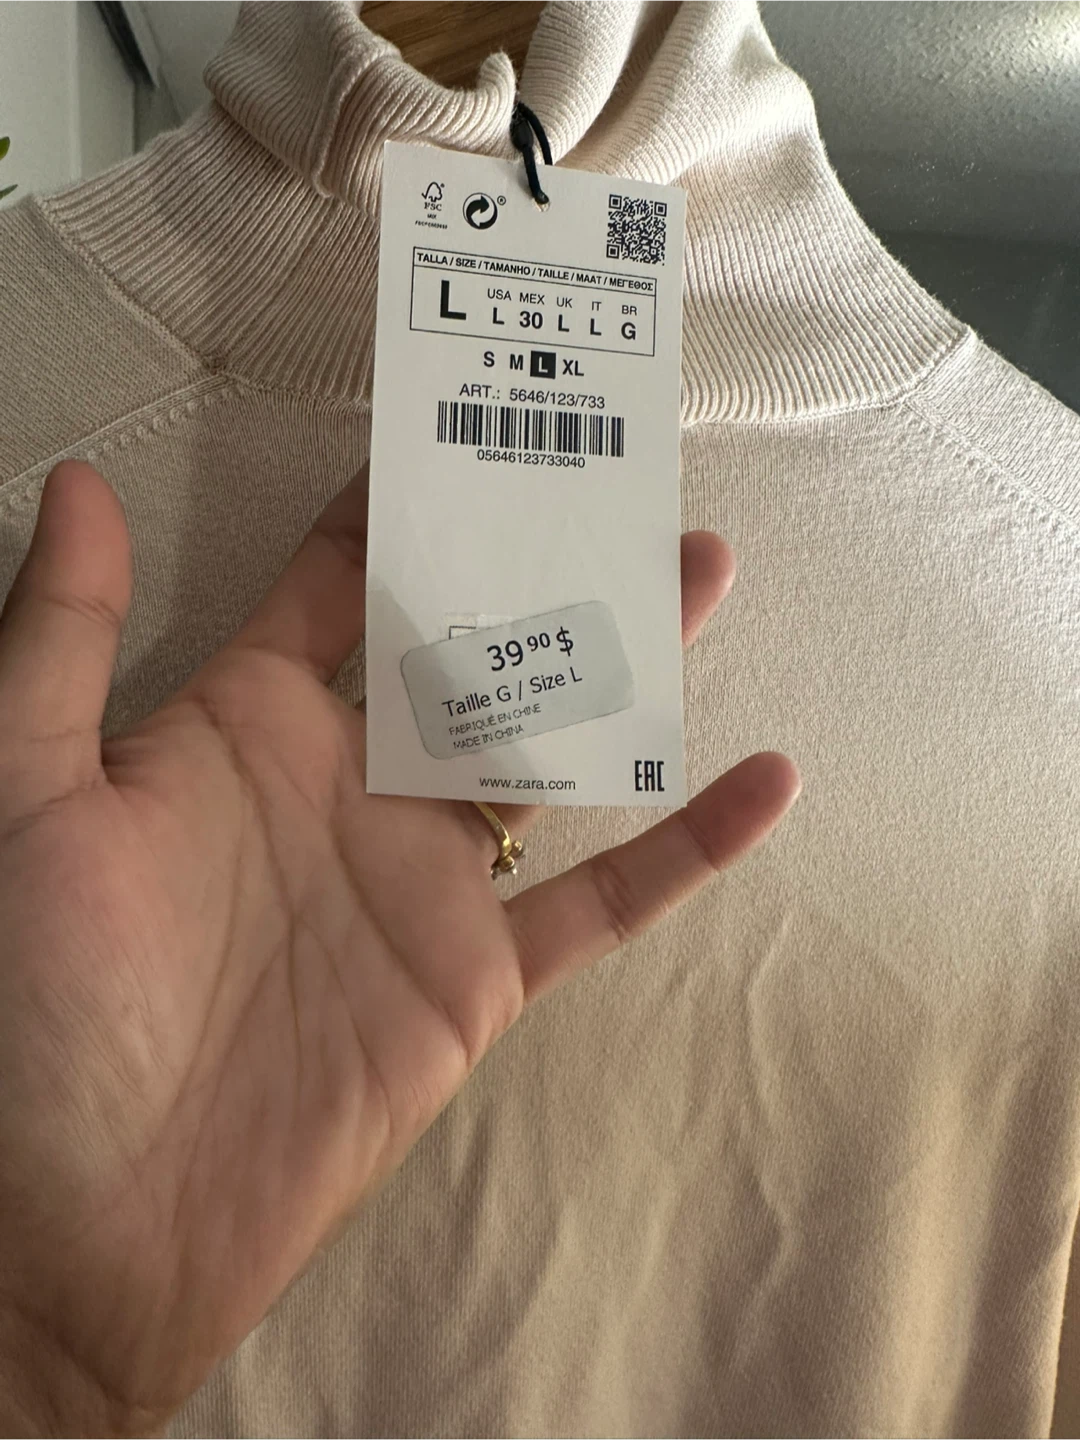 FSC
MIX
®
TALLA / SIZE / TAMANHO / TAILLE / MAAT / ΜΕΓΕΘΟΣ
L
USA MEX UK IT BR
L 30 L L G
S M L XL
ART.: 5646/123/733
05646123733040
39 90 $
Taille G / Size L
FABRIQUÉ EN CHINE
MADE IN CHINA
www.zara.com
EAC